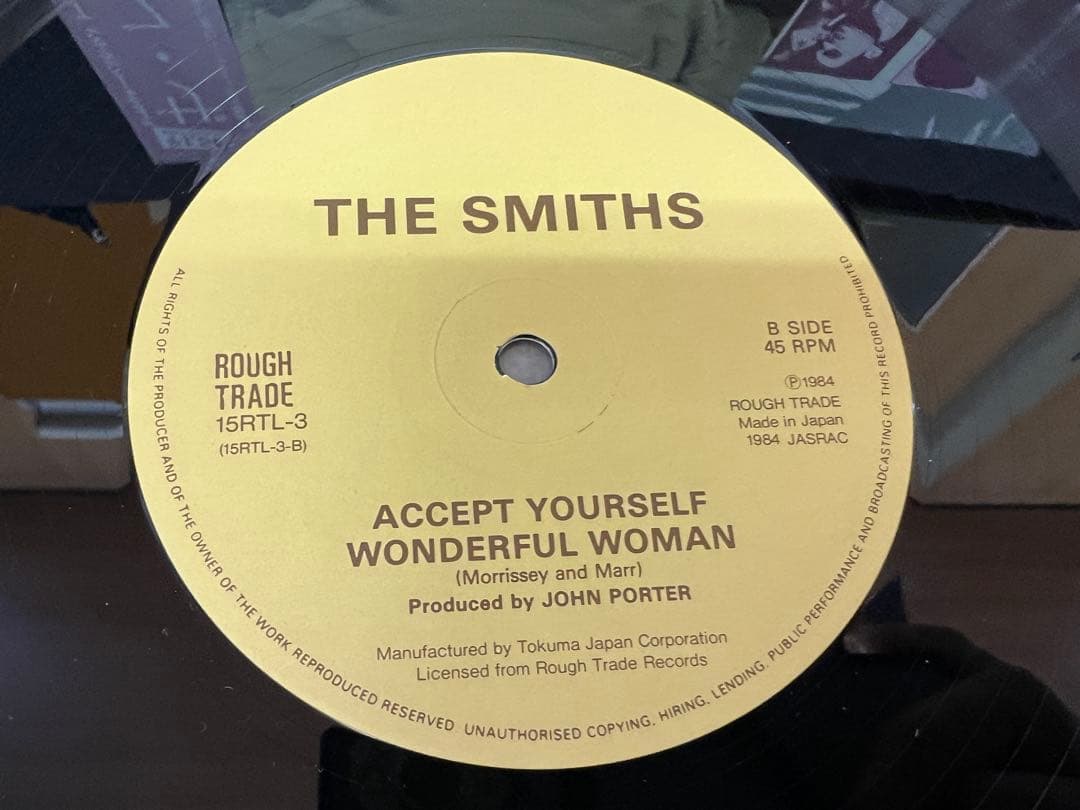 THE SMITHS
ROUGH
TRADE
15RTL-3
(15RTL-3-B)
B SIDE
45 RPM
Ⓟ1984
ROUGH TRADE
Made in Japan
1984 JASRAC
ACCEPT YOURSELF
WONDERFUL WOMAN
(Morrissey and Marr)
Produced by JOHN PORTER
Manufactured by Tokuma Japan Corporation
Licensed from Rough Trade Records
ALL RIGHTS OF THE PRODUCER AND OF THE OWNER OF THE WORK REPRODUCED RESERVED UNAUTHORISED COPYING, HIRING, LENDING, PUBLIC PERFORMANCE AND BROADCASTING OF THIS RECORD PROHIBITED